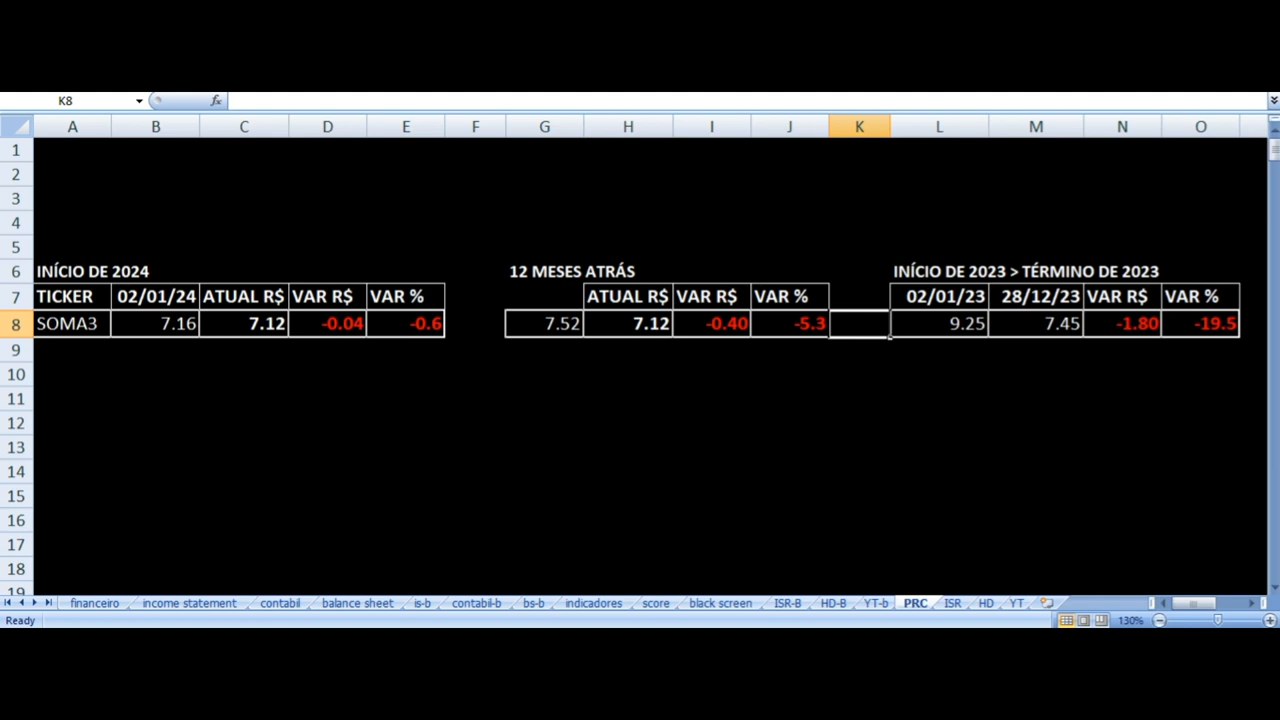 K8
fx
A B C D E F G H I J K L M N O
1
2
3
4
5
6 INÍCIO DE 2024 12 MESES ATRÁS INÍCIO DE 2023 > TÉRMINO DE 2023
7 TICKER 02/01/24 ATUAL R$ VAR R$ VAR % ATUAL R$ VAR R$ VAR % 02/01/23 28/12/23 VAR R$ VAR %
8 SOMA3 7.16 7.12 -0.04 -0.6 7.52 7.12 -0.40 -5.3 9.25 7.45 -1.80 -19.5
9
10
11
12
13
14
15
16
17
18
19
financeiro income statement contabil balance sheet is-b contabil-b bs-b indicadores score black screen ISR-B HD-B YT-b PRC ISR HD YT
Ready 130%